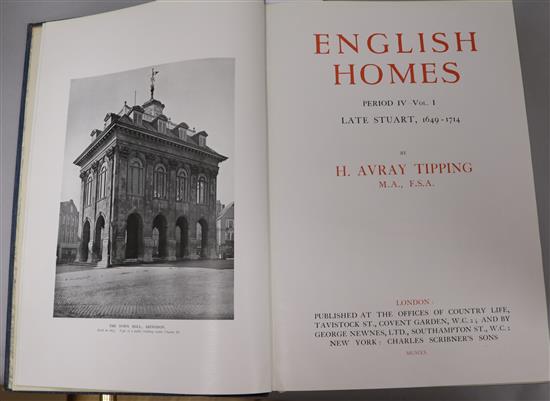 THE TOWN HALL, ABINGDON.
ENGLISH
HOMES
PERIOD IV—VOL. I
LATE STUART, 1649-1714
BY
H. AVRAY TIPPING
M.A., F.S.A.
LONDON:
PUBLISHED AT THE OFFICES OF COUNTRY LIFE,
TAVISTOCK ST., COVENT GARDEN, W.C.2; AND BY
GEORGE NEWNES, LTD., SOUTHAMPTON ST., W.C.2
NEW YORK: CHARLES SCRIBNER'S SONS